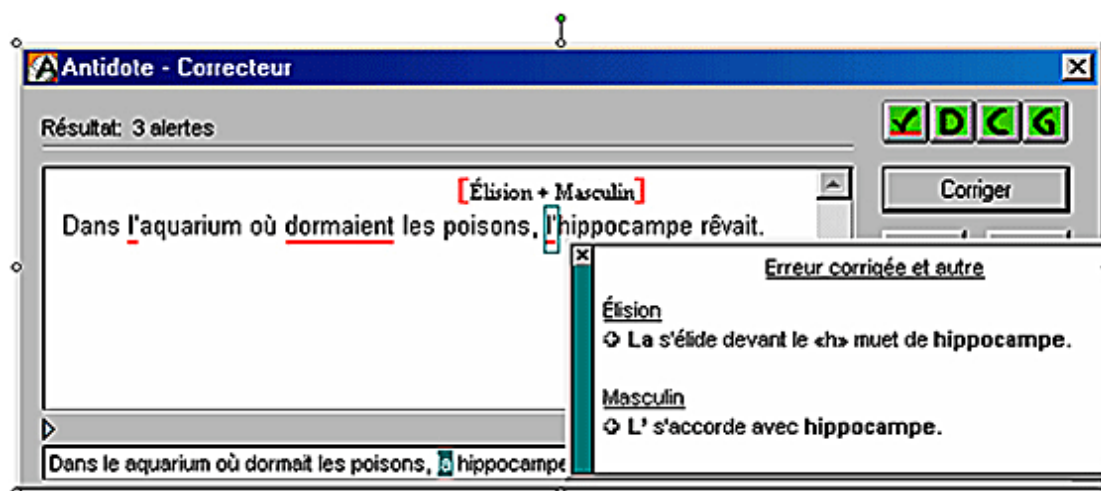 Antidote - Correcteur
Résultat: 3 alertes
D C G
[Élision + Masculin]
Corriger
Dans l'aquarium où dormaient les poisons, l'hippocampe rêvait.
Erreur corrigée et autre
Élision
La s'élide devant le «h» muet de hippocampe.
Masculin
L' s'accorde avec hippocampe.
Dans le aquarium où dormait les poisons, la hippocampe